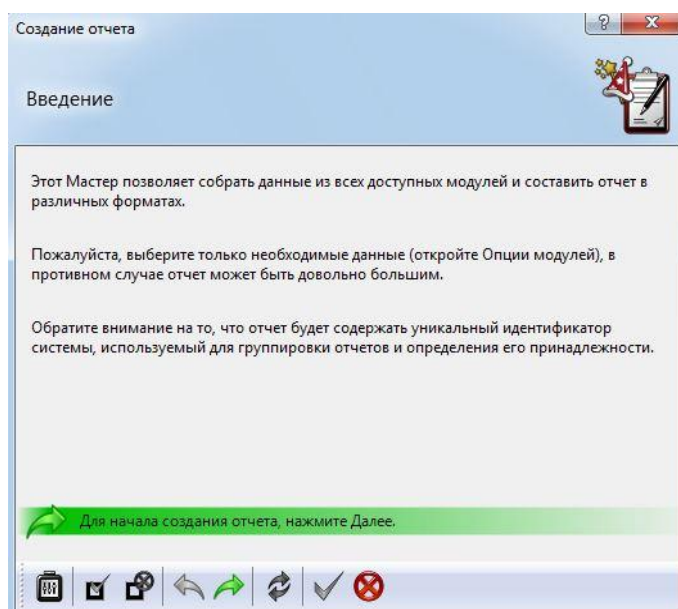 Создание отчета
Введение
Этот Мастер позволяет собрать данные из всех доступных модулей и составить отчет в
различных форматах.
Пожалуйста, выберите только необходимые данные (откройте Опции модулей), в
противном случае отчет может быть довольно большим.
Обратите внимание на то, что отчет будет содержать уникальный идентификатор
системы, используемый для группировки отчетов и определения его принадлежности.
Для начала создания отчета, нажмите Далее.